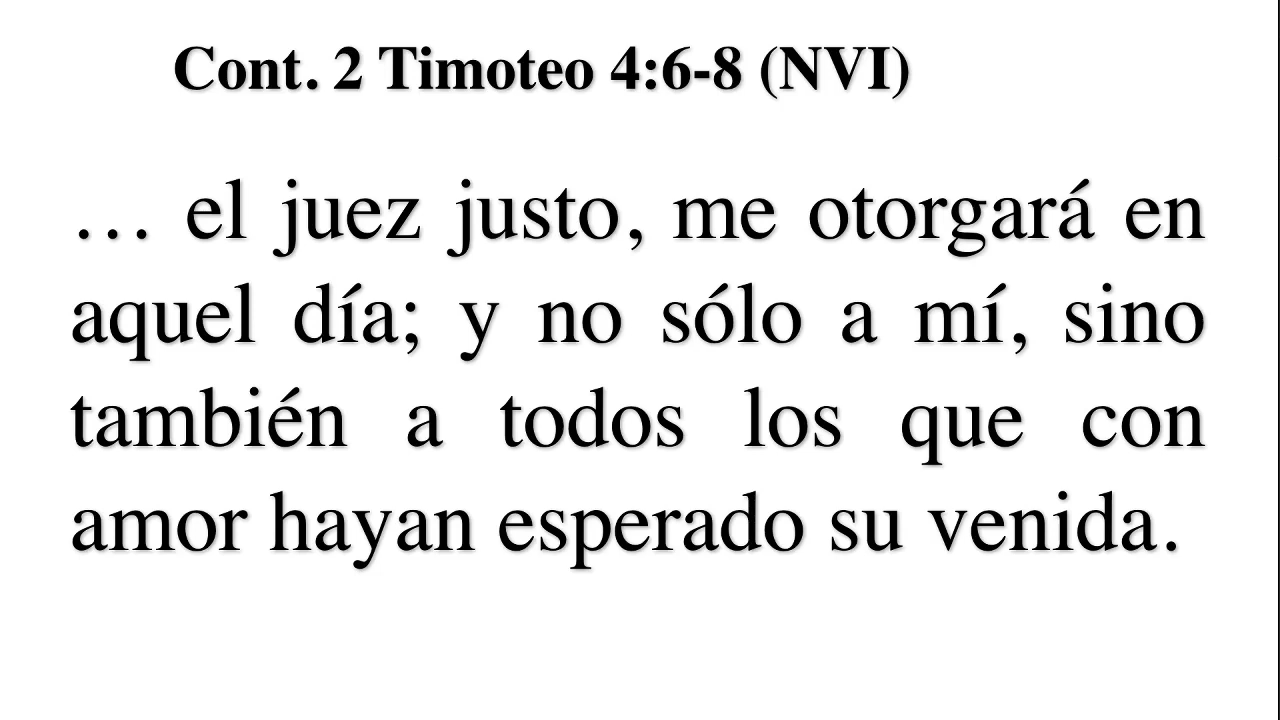 Cont. 2 Timoteo 4:6-8 (NVI)
… el juez justo, me otorgará en
aquel día; y no sólo a mí, sino
también a todos los que con
amor hayan esperado su venida.